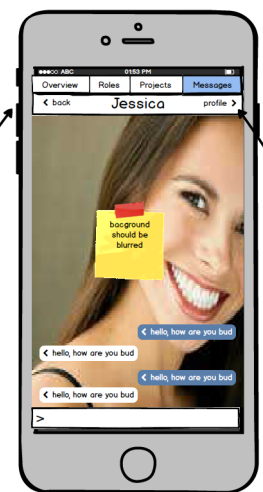 ABC 01:53 PM
Overview Roles Projects Messages
< back Jessica profile >
bacground
should be
blurred
< hello, how are you bud
< hello, how are you bud
< hello, how are you bud
< hello, how are you bud
>